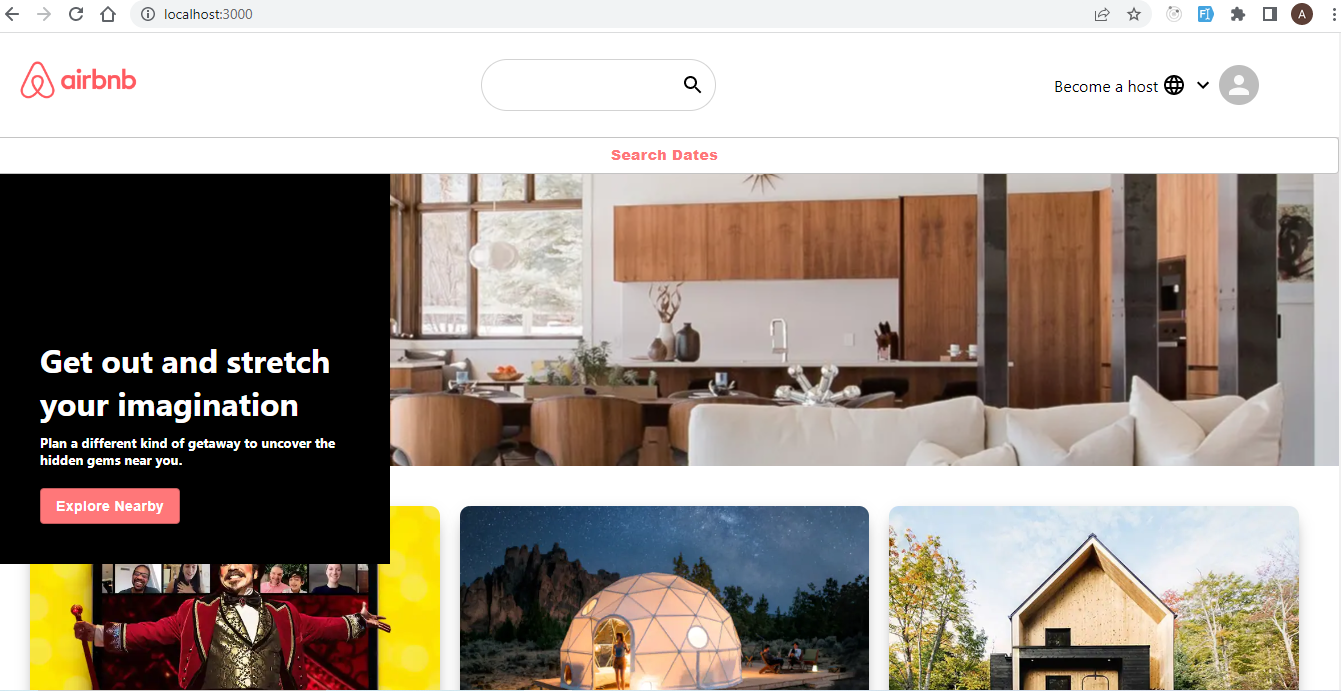 localhost:3000
A
airbnb
Become a host
Search Dates
Get out and stretch
your imagination
Plan a different kind of getaway to uncover the
hidden gems near you.
Explore Nearby